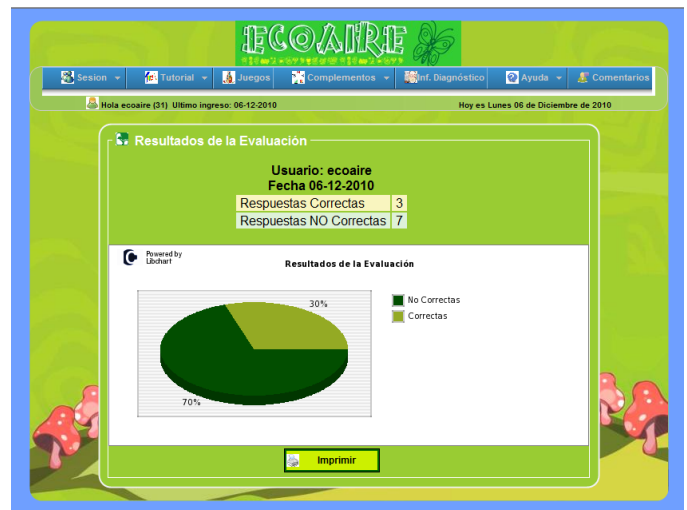 ECOAIRE
Sesion Tutorial Juegos Complementos Inf. Diagnóstico Ayuda Comentarios
Hola ecoaire (31) Ultimo ingreso: 06-12-2010 Hoy es Lunes 06 de Diciembre de 2010
Resultados de la Evaluación
Usuario: ecoaire
Fecha 06-12-2010
Respuestas Correctas 3
Respuestas NO Correctas 7
Powered by
Libchart
Resultados de la Evaluación
30%
No Correctas
Correctas
70%
Imprimir